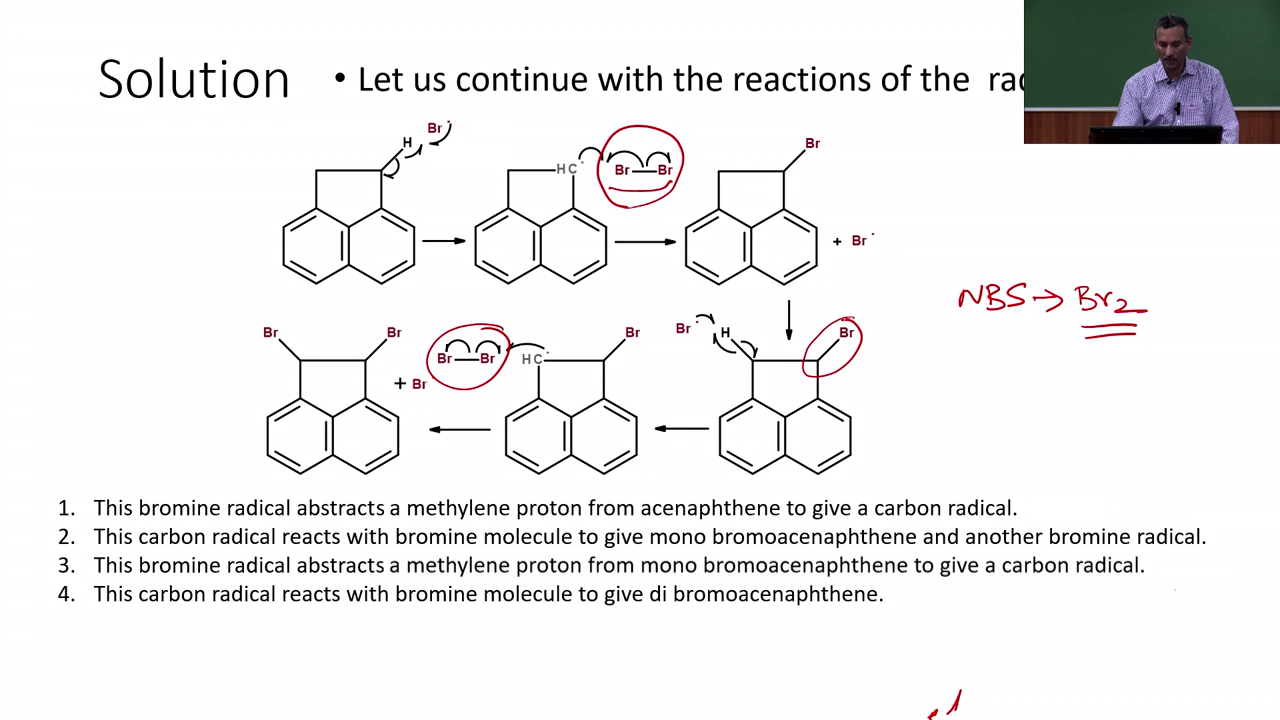 Solution
• Let us continue with the reactions of the
Br·
H
HC·
Br—Br
Br
+ Br·
NBS → Br2
Br
Br
+ Br
Br—Br
HC·
Br
Br·
H
Br
1. This bromine radical abstracts a methylene proton from acenaphthene to give a carbon radical.
2. This carbon radical reacts with bromine molecule to give mono bromoacenaphthene and another bromine radical.
3. This bromine radical abstracts a methylene proton from mono bromoacenaphthene to give a carbon radical.
4. This carbon radical reacts with bromine molecule to give di bromoacenaphthene.